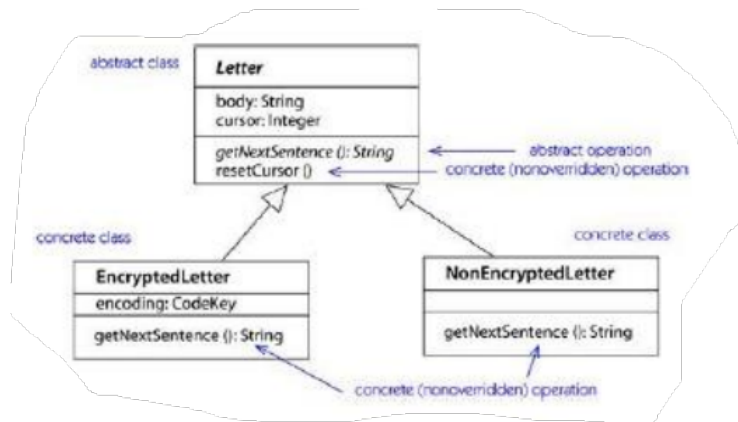 abstract class
Letter
body: String
cursor: Integer
getNextSentence (): String
resetCursor ()
abstract operation
concrete (nonoverridden) operation
concrete class
concrete class
EncryptedLetter
encoding: CodeKey
getNextSentence (): String
NonEncryptedLetter
getNextSentence (): String
concrete (nonoverridden) operation